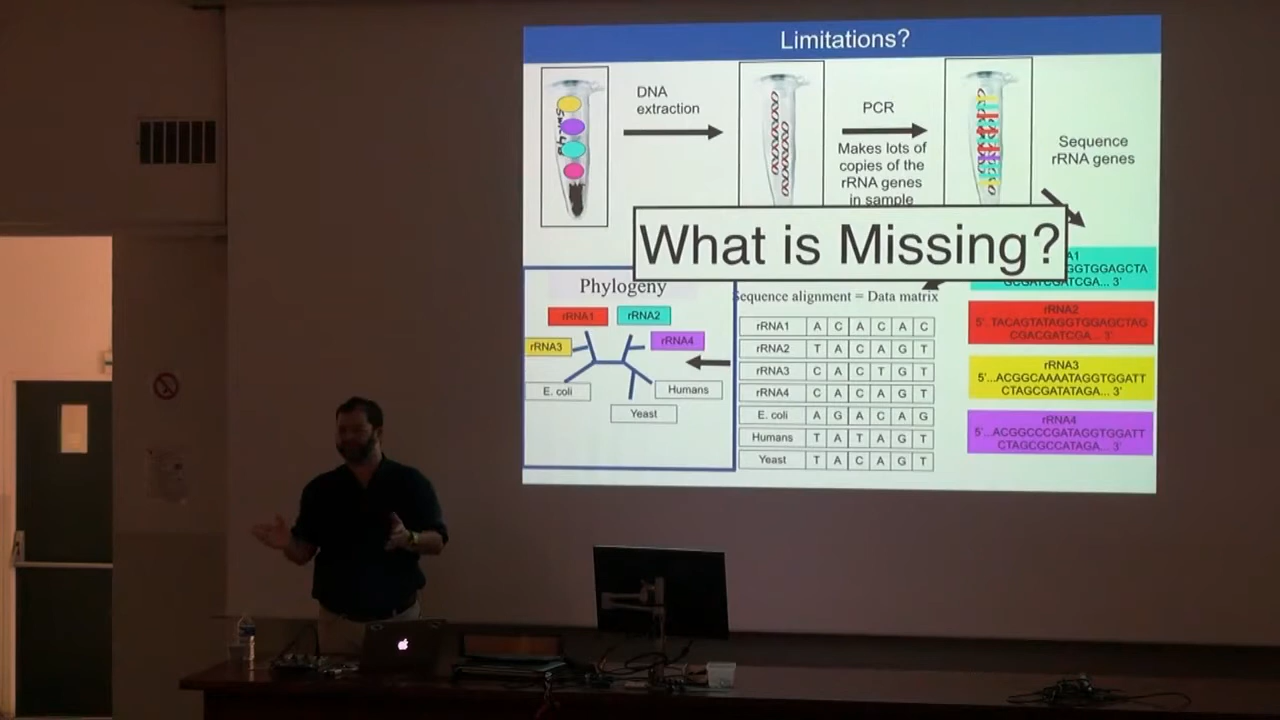 Limitations?
DNA
extraction
PCR
Makes lots of
copies of the
rRNA genes
in sample
Sequence
rRNA genes
What is Missing?
Phylogeny
rRNA1
rRNA2
rRNA3
rRNA4
E. coli
Humans
Yeast
Sequence alignment = Data matrix
rRNA1 A C A C A C
rRNA2 T A C A G T
rRNA3 C A C T G T
rRNA4 C A C A G T
E. coli A G A C A G
Humans T A T A G T
Yeast T A C A G T
A1
GGTGGAGCTA
GCGATCGATCGA... 3'
rRNA2
5'..TACAGTATAGGTGGAGCTAG
CGACGATCGA... 3'
rRNA3
5'...ACGGCAAAATAGGTGGATT
CTAGCGATATAGA... 3'
rRNA4
5'...ACGGCCCGATAGGTGGATT
CTAGCGCCATAGA... 3'